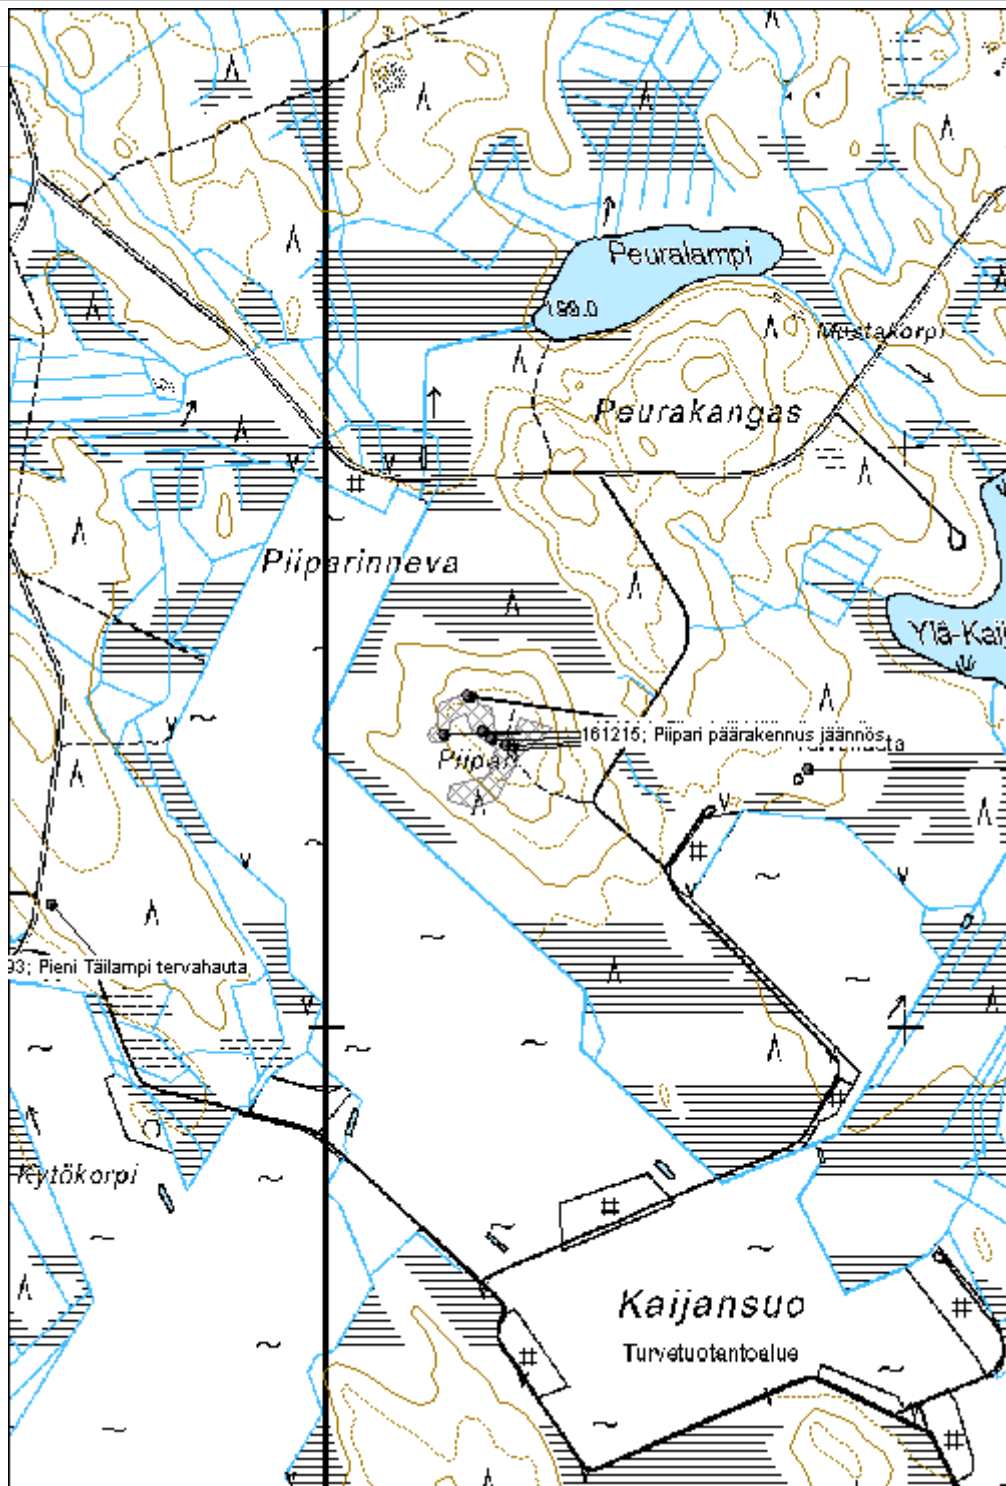 Peuralampi
199.0
Mustakorpi
Peurakangas
Piiparinneva
Ylä-Kaij
161215; Piipari päärakennus jäännös
Piipari
93; Pieni Täilampi tervahauta
Kytökorpi
Kaijansuo
Turvetuotantoalue